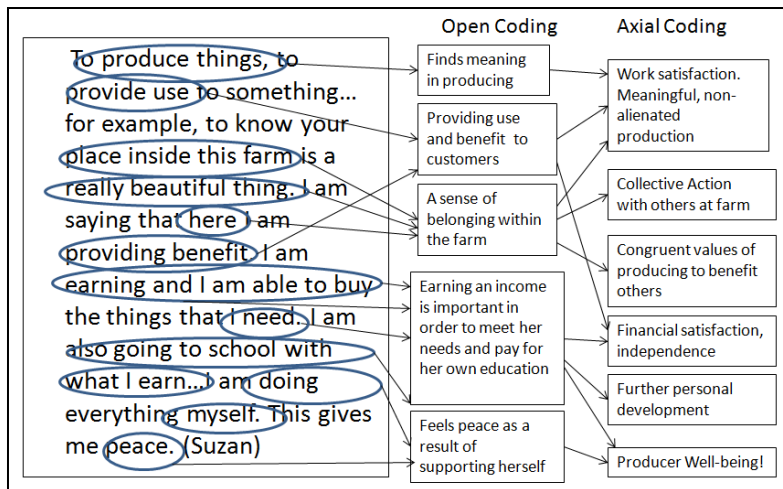 Open Coding
Axial Coding
To produce things, to
provide use to something…
for example, to know your
place inside this farm is a
really beautiful thing. I am
saying that here I am
providing benefit. I am
earning and I am able to buy
the things that I need. I am
also going to school with
what I earn…I am doing
everything myself. This gives
me peace. (Suzan)
Finds meaning
in producing
Providing use
and benefit to
customers
A sense of
belonging within
the farm
Earning an income
is important in
order to meet her
needs and pay for
her own education
Feels peace as a
result of
supporting herself
Work satisfaction.
Meaningful, non-
alienated
production
Collective Action
with others at farm
Congruent values of
producing to benefit
others
Financial satisfaction,
independence
Further personal
development
Producer Well-being!